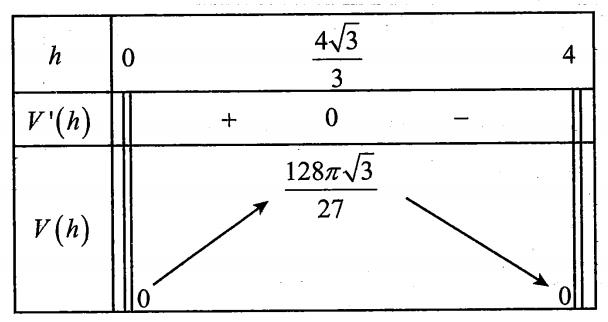 h 0 4√3/3 4
V'(h) + 0 −
128π√3/27
V(h)
0 0